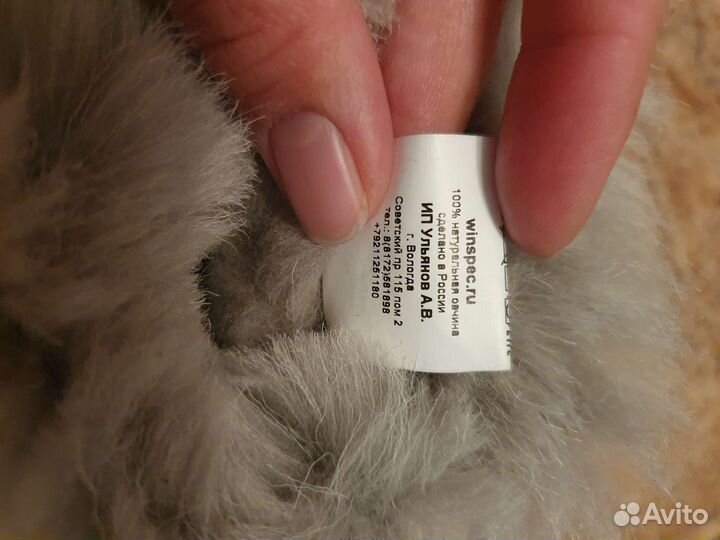 winspec.ru
100% натуральная овчина
сделано в России
ИП Ульянов А.В.
г. Вологда
Советский пр 115 пом 2
тел.: 8(8172)581898
+79211251180
Avito